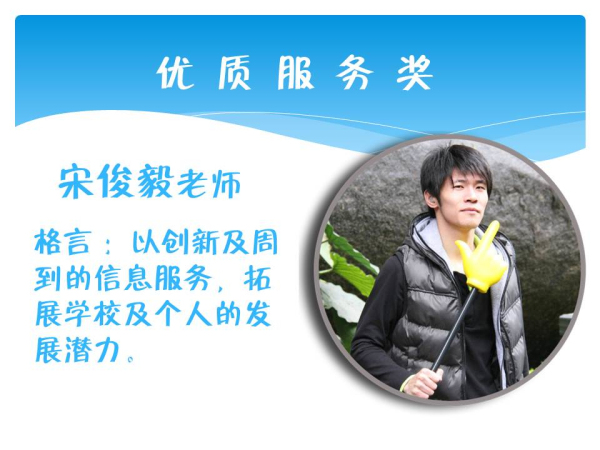 优质服务奖
宋俊毅老师
格言：以创新及周
到的信息服务，拓
展学校及个人的发
展潜力。